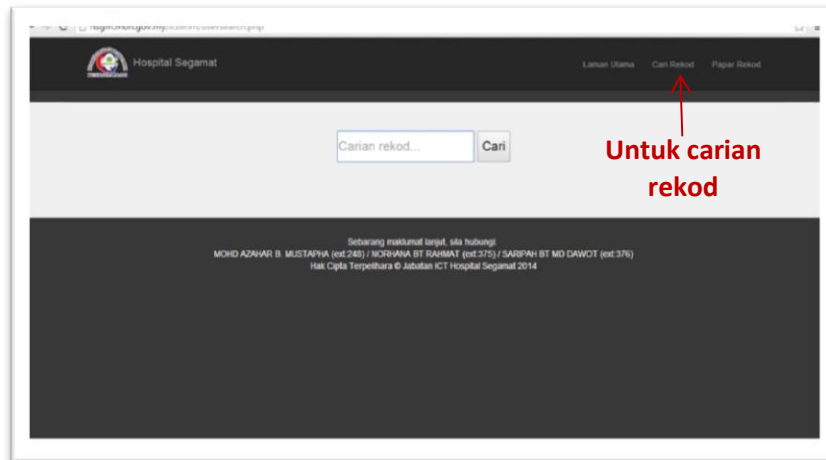 Hospital Segamat
Laman Utama Cari Rekod Papar Rekod
Carian rekod... Cari
Untuk carian
rekod
Sebarang maklumat lanjut, sila hubungi:
MOHD AZAHAR B. MUSTAPHA (ext:248) / NORHANA BT RAHMAT (ext:375) / SARIPAH BT MD DAWOT (ext:376)
Hak Cipta Terpelihara © Jabatan ICT Hospital Segamat 2014